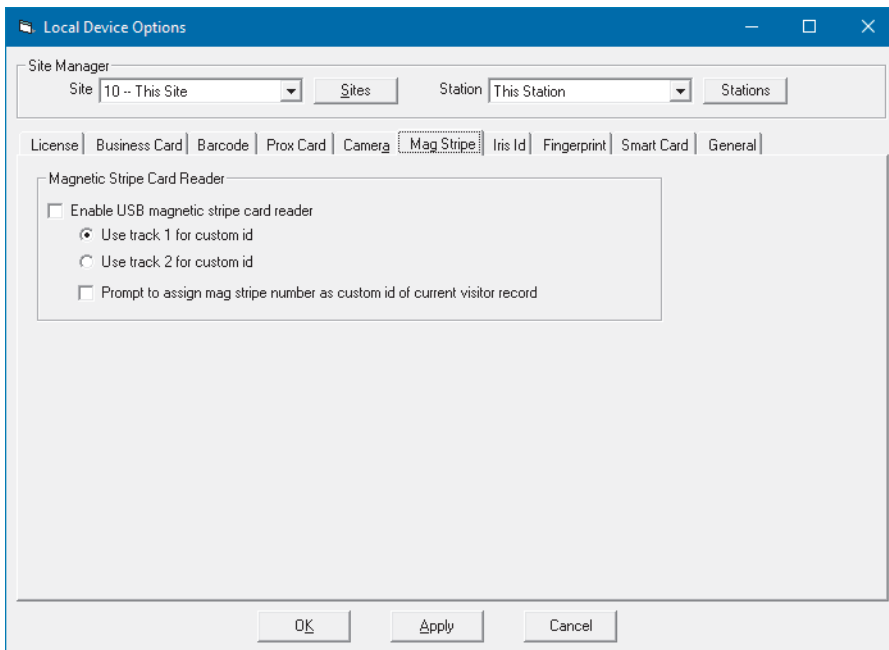 Local Device Options
Site Manager
Site 10 -- This Site Sites Station This Station Stations
License Business Card Barcode Prox Card Camera Mag Stripe Iris Id Fingerprint Smart Card General
Magnetic Stripe Card Reader
Enable USB magnetic stripe card reader
Use track 1 for custom id
Use track 2 for custom id
Prompt to assign mag stripe number as custom id of current visitor record
OK Apply Cancel